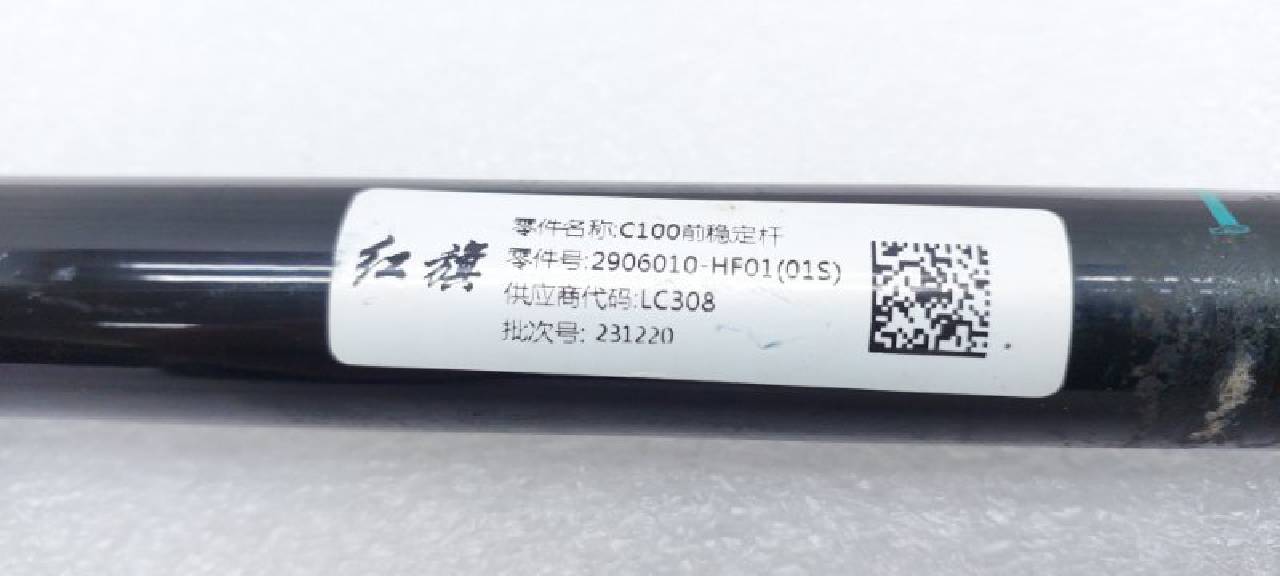 红旗
零件名称:C100前稳定杆
零件号:2906010-HF01(01S)
供应商代码:LC308
批次号: 231220